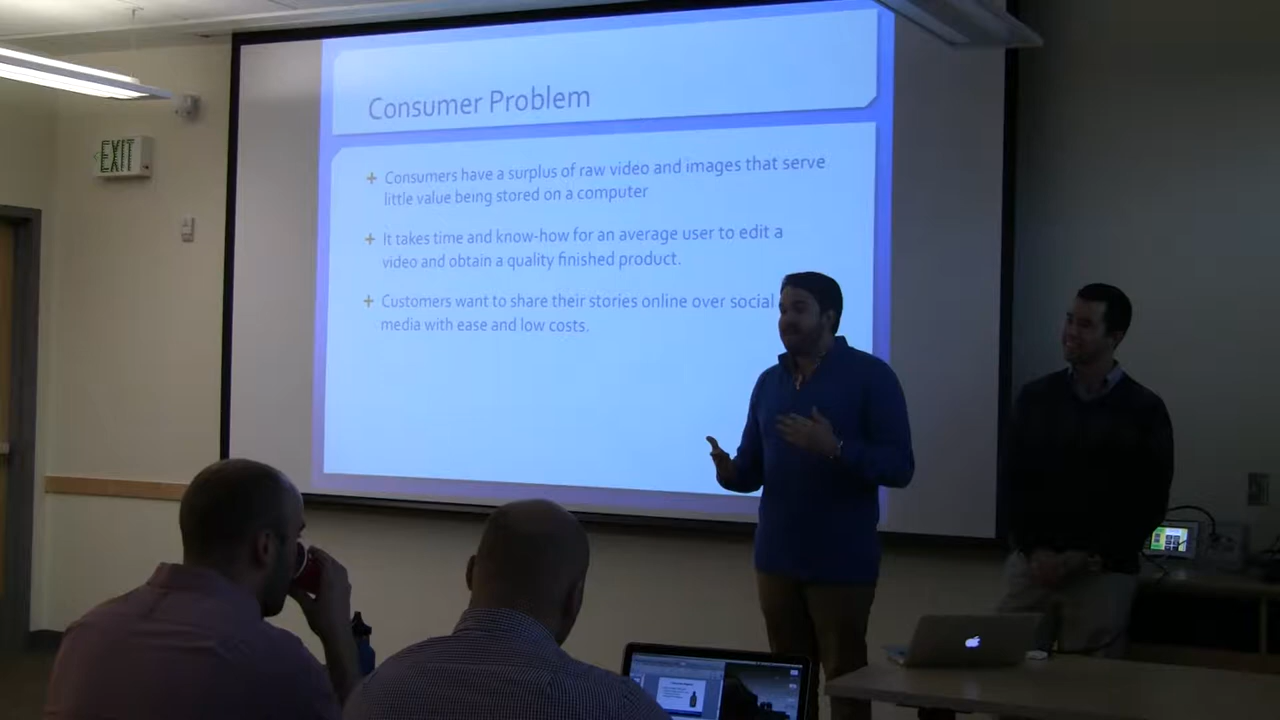 Consumer Problem
EXIT
Consumers have a surplus of raw video and images that serve
little value being stored on a computer
It takes time and know-how for an average user to edit a
video and obtain a quality finished product.
Customers want to share their stories online over social
media with ease and low costs.